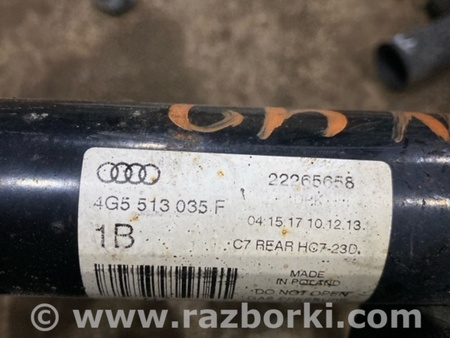 22265658
4G5 513 035 F
04.15.17 10.12.13
1B
C7 REAR HC7-23D
MADE
IN POLAND
DO NOT OPEN
www.razborki.com